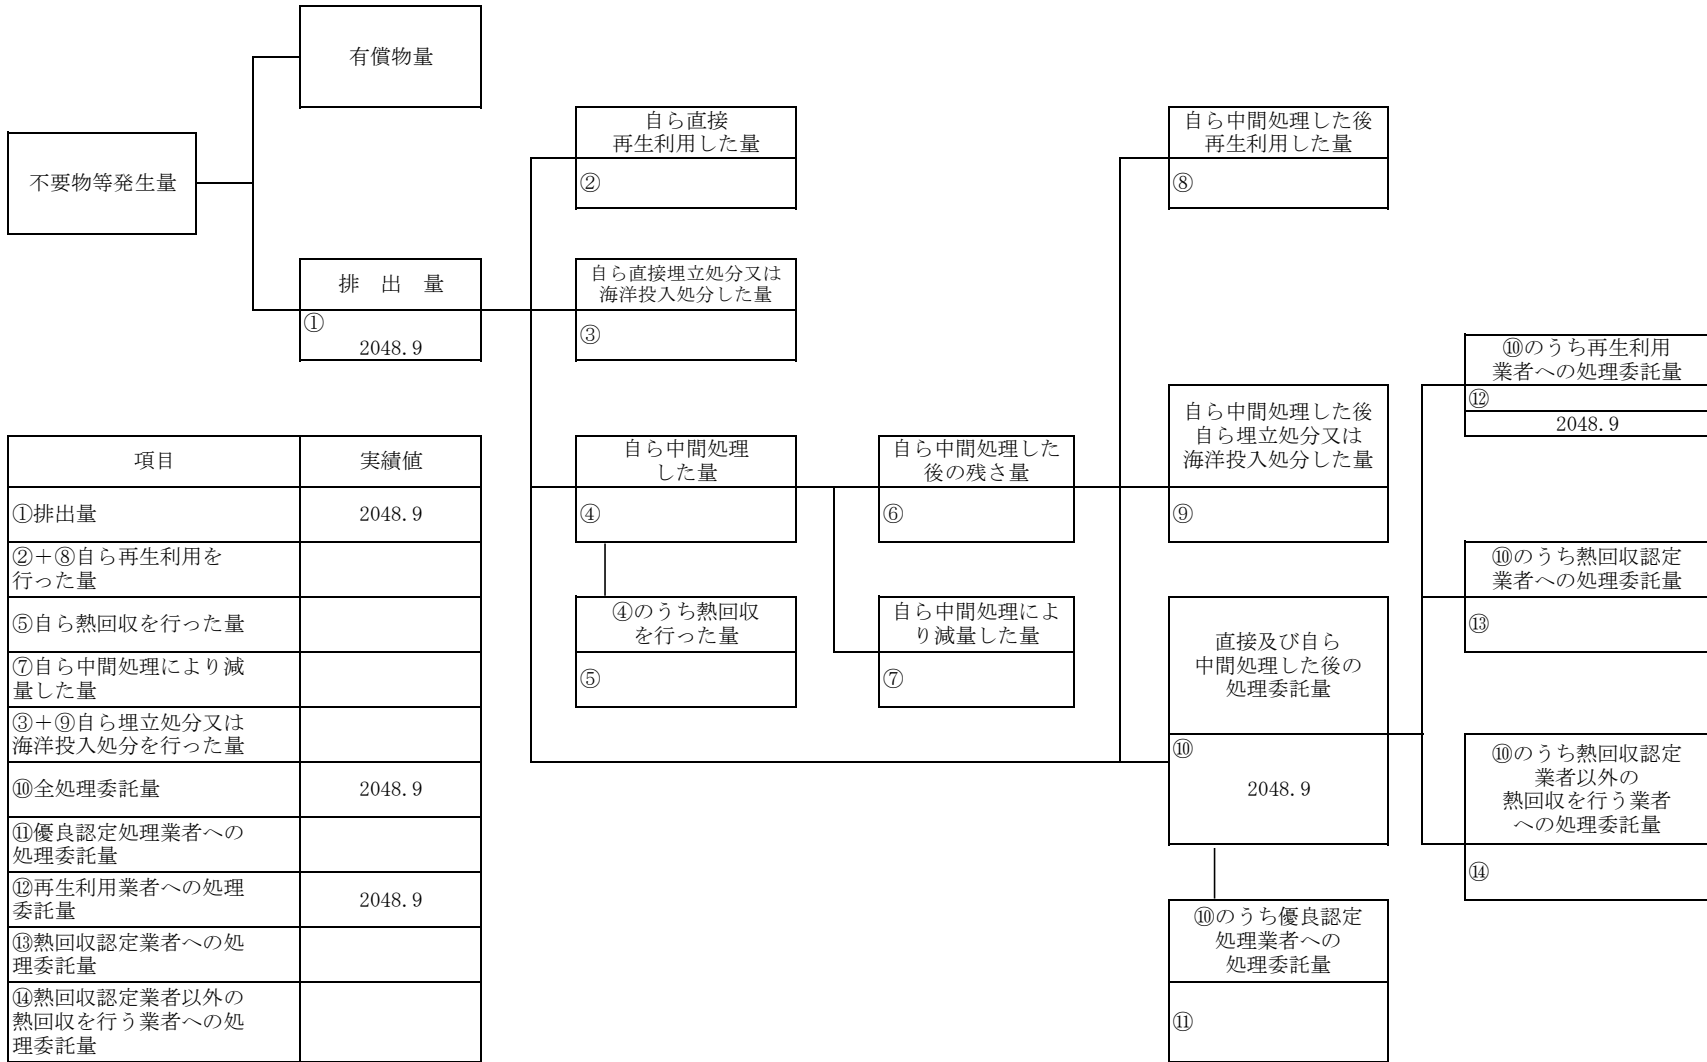 有償物量
不要物等発生量
排　出　量
①
2048.9
自ら直接
再生利用した量
②
自ら直接埋立処分又は
海洋投入処分した量
③
自ら中間処理
した量
④
④のうち熱回収
を行った量
⑤
自ら中間処理した
後の残さ量
⑥
自ら中間処理によ
り減量した量
⑦
自ら中間処理した後
再生利用した量
⑧
自ら中間処理した後
自ら埋立処分又は
海洋投入処分した量
⑨
直接及び自ら
中間処理した後の
処理委託量
⑩
2048.9
⑩のうち優良認定
処理業者への
処理委託量
⑪
⑩のうち再生利用
業者への処理委託量
⑫
2048.9
⑩のうち熱回収認定
業者への処理委託量
⑬
⑩のうち熱回収認定
業者以外の
熱回収を行う業者
への処理委託量
⑭
項目　実績値
①排出量　2048.9
②＋⑧自ら再生利用を
行った量
⑤自ら熱回収を行った量
⑦自ら中間処理により減
量した量
③＋⑨自ら埋立処分又は
海洋投入処分を行った量
⑩全処理委託量　2048.9
⑪優良認定処理業者への
処理委託量
⑫再生利用業者への処理
委託量　2048.9
⑬熱回収認定業者への処
理委託量
⑭熱回収認定業者以外の
熱回収を行う業者への処
理委託量